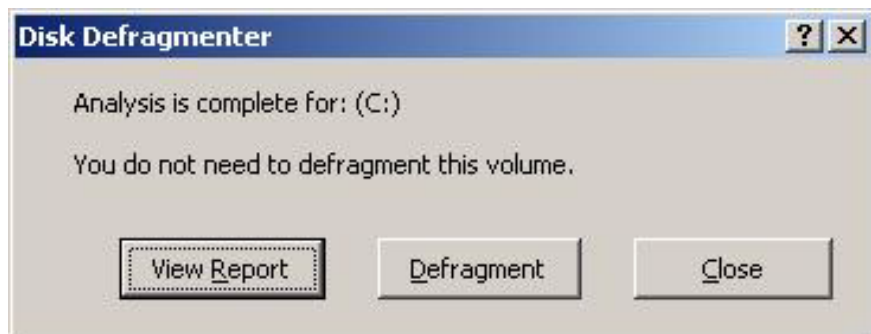 Disk Defragmenter
Analysis is complete for: (C:)
You do not need to defragment this volume.
View Report Defragment Close